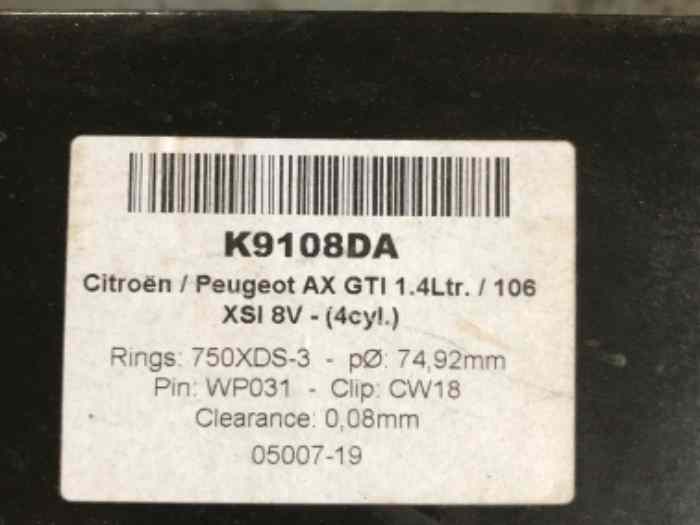 K9108DA
Citroën / Peugeot AX GTI 1.4Ltr. / 106
XSI 8V - (4cyl.)
Rings: 750XDS-3 - pØ: 74,92mm
Pin: WP031 - Clip: CW18
Clearance: 0,08mm
05007-19